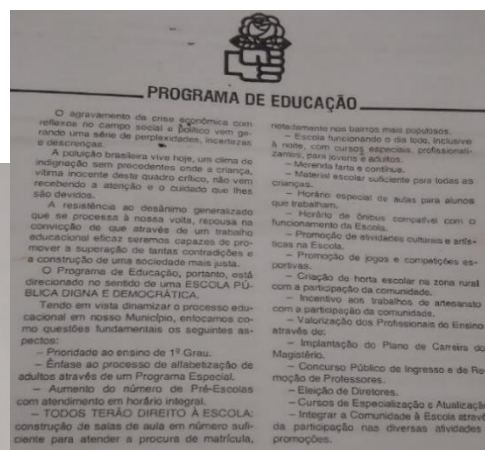 PROGRAMA DE EDUCAÇÃO
O agravamento da crise econômica com
reflexos no campo social e político vem ge-
rando uma série de perplexidades, incertezas
e descrenças.
A poluição brasileira vive hoje, um clima de
indignação sem precedentes onde a criança,
vítima inocente deste quadro crítico, não vem
recebendo a atenção e o cuidado que lhes
são devidos.
A resistência ao desânimo generalizado
que se processa à nossa volta, repousa na
convicção de que através de um trabalho
educacional eficaz seremos capazes de pro-
mover a superação de tantas contradições e
a construção de uma sociedade mais justa.
O Programa de Educação, portanto, está
direcionado no sentido de uma ESCOLA PÚ-
BLICA DIGNA E DEMOCRÁTICA.
Tendo em vista dinamizar o processo edu-
cacional em nosso Município, enfocamos co-
mo questões fundamentais os seguintes as-
pectos:
– Prioridade ao ensino de 1º Grau.
– Ênfase ao processo de alfabetização de
adultos através de um Programa Especial.
– Aumento do número de Pré-Escolas
com atendimento em horário integral.
– TODOS TERÃO DIREITO À ESCOLA:
construção de salas de aula em número sufi-
ciente para atender a procura de matrícula,
notadamente nos bairros mais populosos.
– Escola funcionando o dia todo, inclusive
à noite, com cursos especiais, profissionali-
zantes, para jovens e adultos.
– Merenda farta e contínua.
– Material escolar suficiente para todas as
crianças.
– Horário especial de aulas para alunos
que trabalham.
– Horário de ônibus compatível com o
funcionamento da Escola.
– Promoção de atividades culturais e artís-
ticas na Escola.
– Promoção de jogos e competições es-
portivas.
– Criação de horta escolar na zona rural
com a participação da comunidade.
– Incentivo aos trabalhos de artesanato
com a participação da comunidade.
– Valorização dos Profissionais do Ensino
através de:
– Implantação do Plano de Carreira do
Magistério.
– Concurso Público de Ingresso e de Ro-
moção de Professores.
– Eleição de Diretores.
– Cursos de Especialização e Atualização
– Integrar a Comunidade à Escola através
da participação nas diversas atividades
promoções.